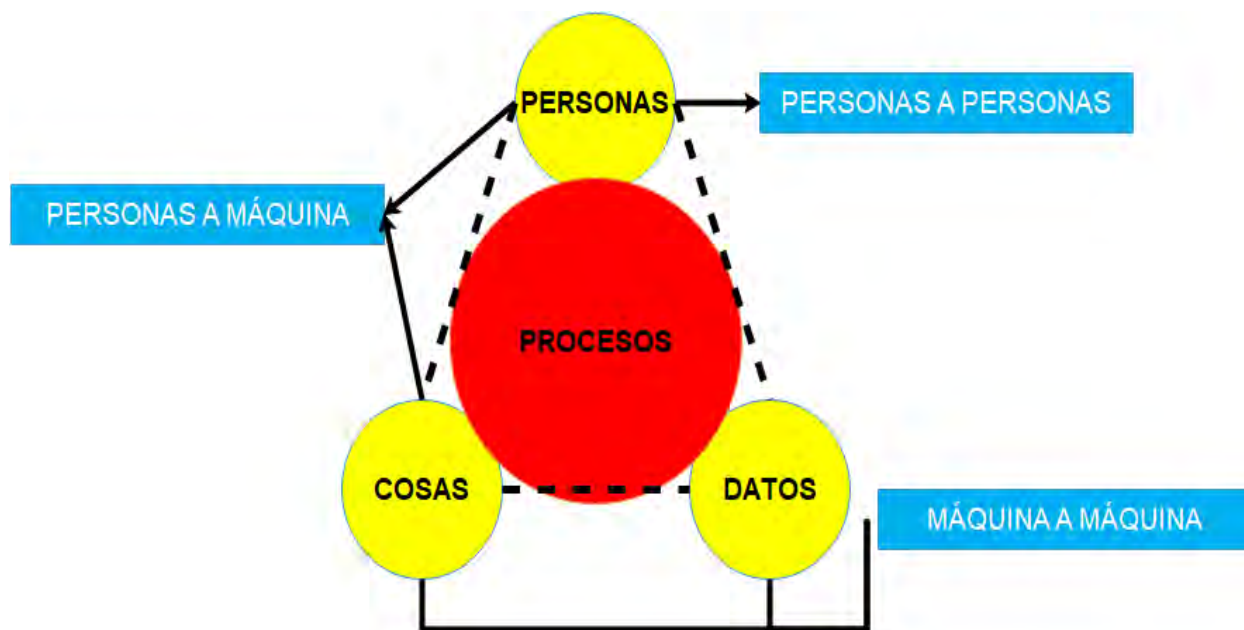 PERSONAS
PERSONAS A PERSONAS
PERSONAS A MÁQUINA
PROCESOS
COSAS
DATOS
MÁQUINA A MÁQUINA